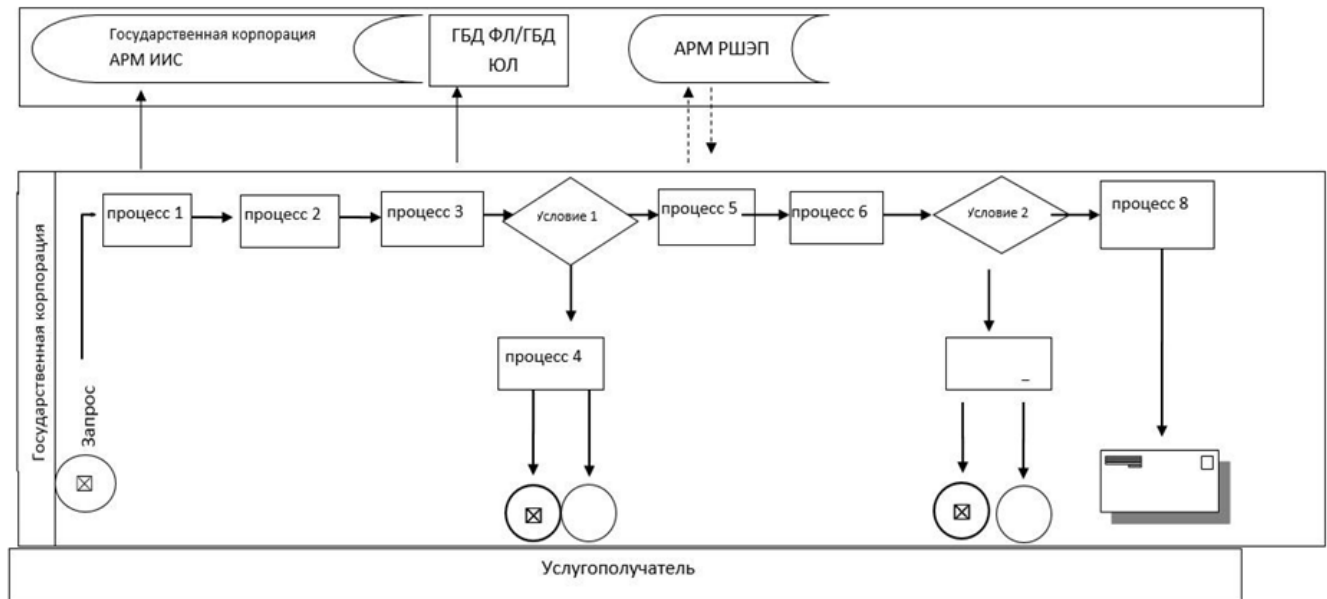 Государственная корпорация
АРМ ИИС
ГБД ФЛ/ГБД
ЮЛ
АРМ РШЭП
Государственная корпорация
Запрос
процесс 1
процесс 2
процесс 3
Условие 1
процесс 5
процесс 6
Условие 2
процесс 8
процесс 4
Услугополучатель